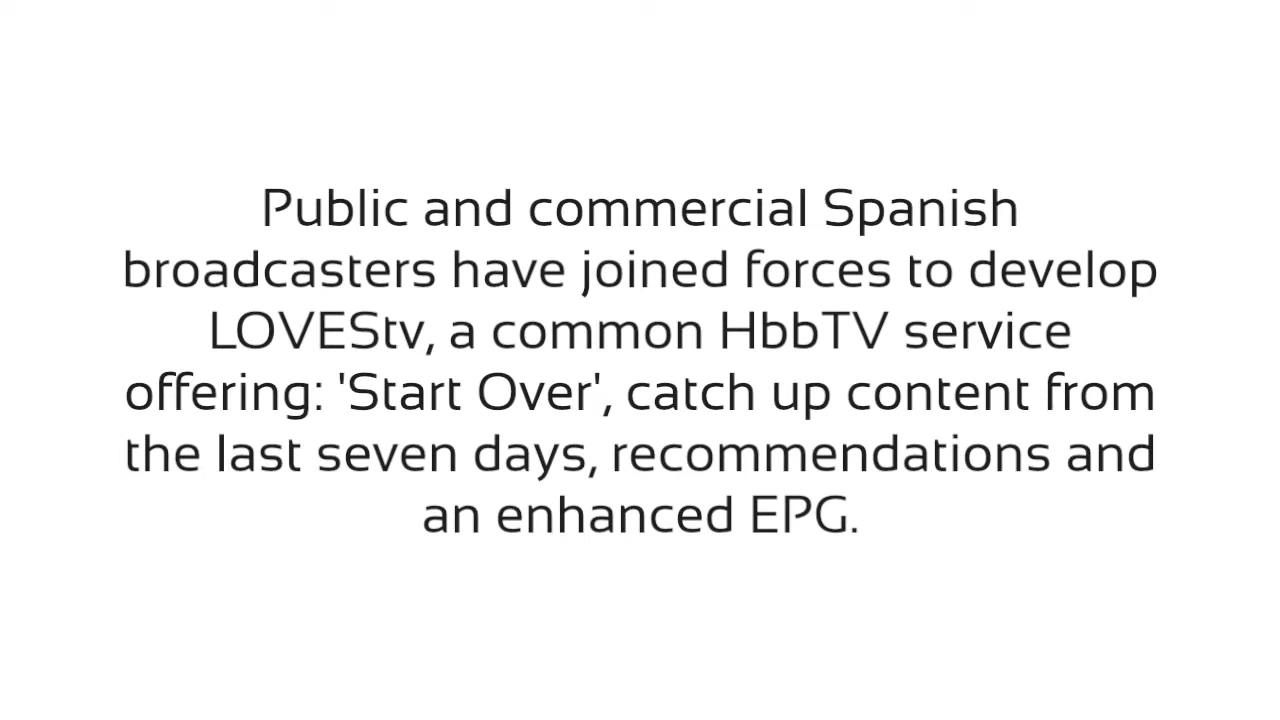 Public and commercial Spanish
broadcasters have joined forces to develop
LOVEStv, a common HbbTV service
offering: 'Start Over', catch up content from
the last seven days, recommendations and
an enhanced EPG.